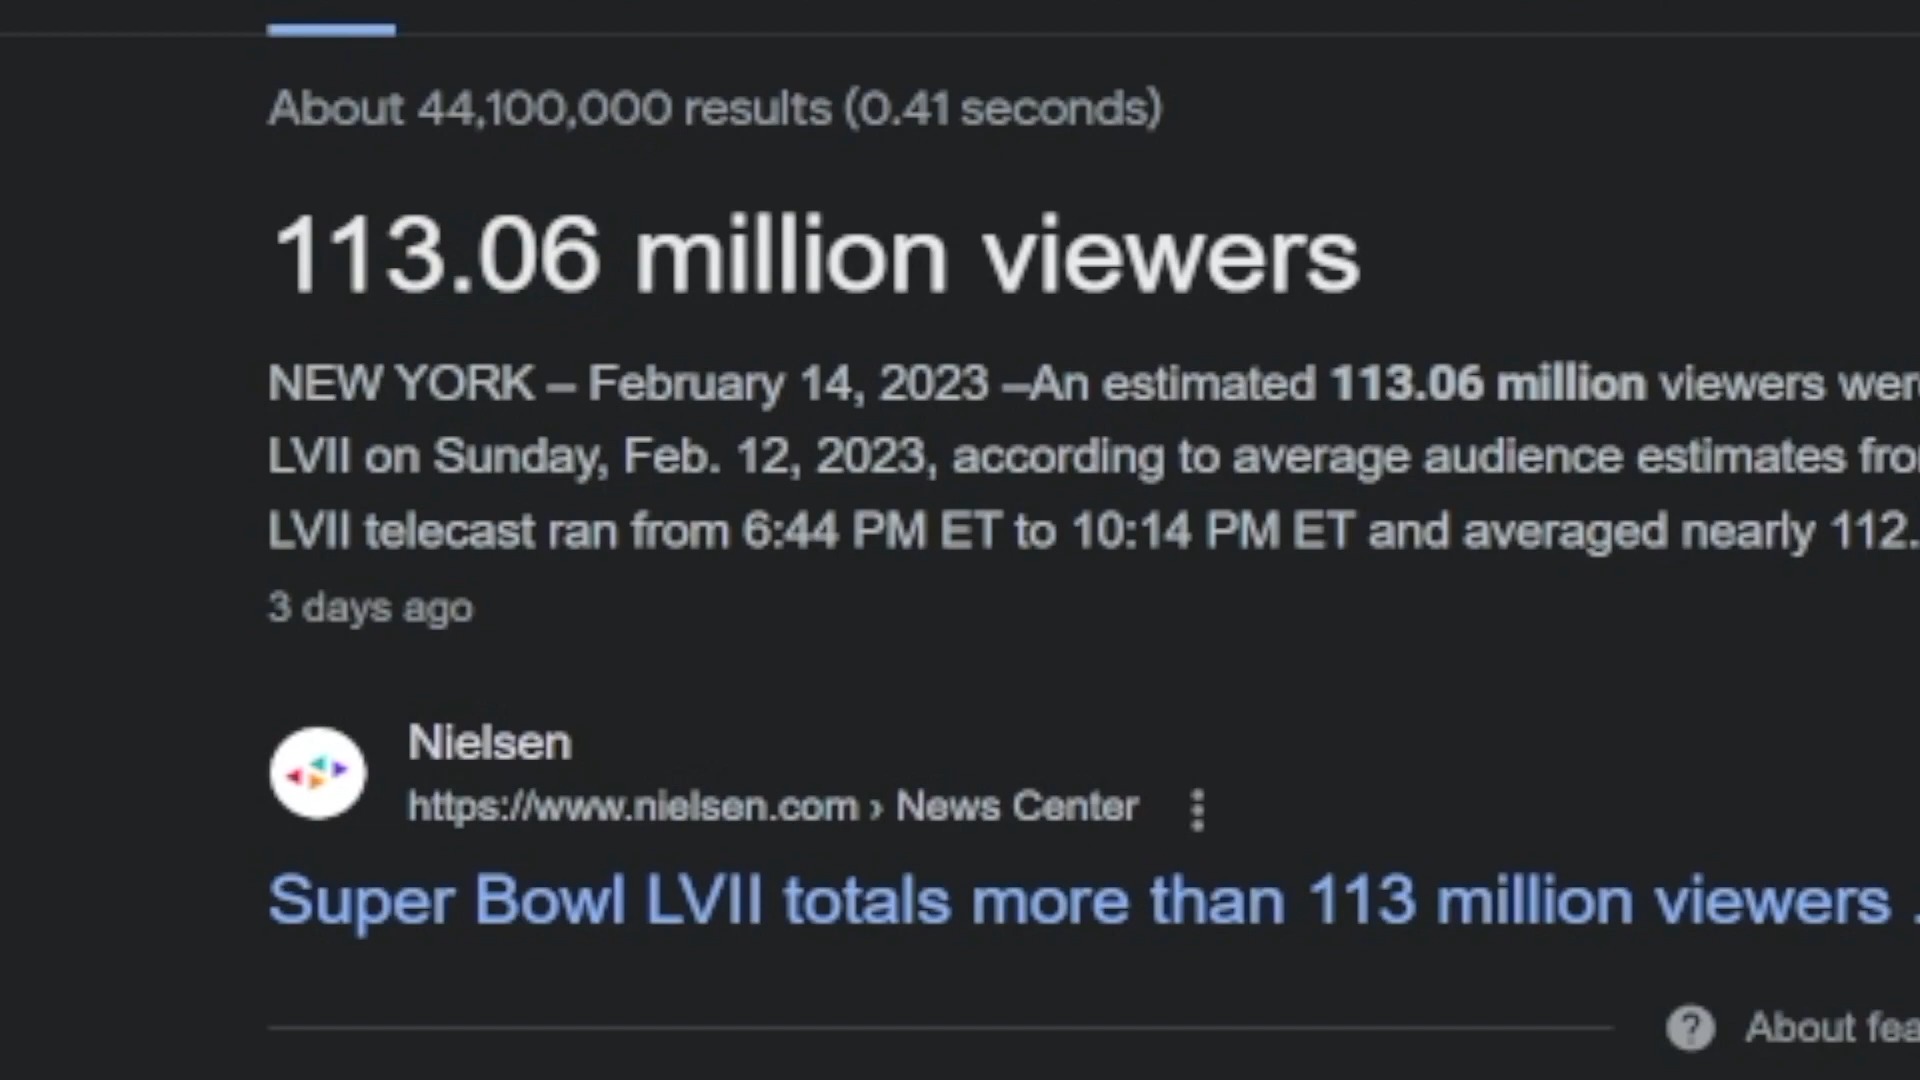 About 44,100,000 results (0.41 seconds)
113.06 million viewers
NEW YORK – February 14, 2023 –An estimated 113.06 million viewers
LVII on Sunday, Feb. 12, 2023, according to average audience estimates
LVII telecast ran from 6:44 PM ET to 10:14 PM ET and averaged nearly 112.
3 days ago
Nielsen
https://www.nielsen.com › News Center
Super Bowl LVII totals more than 113 million viewers .
? About